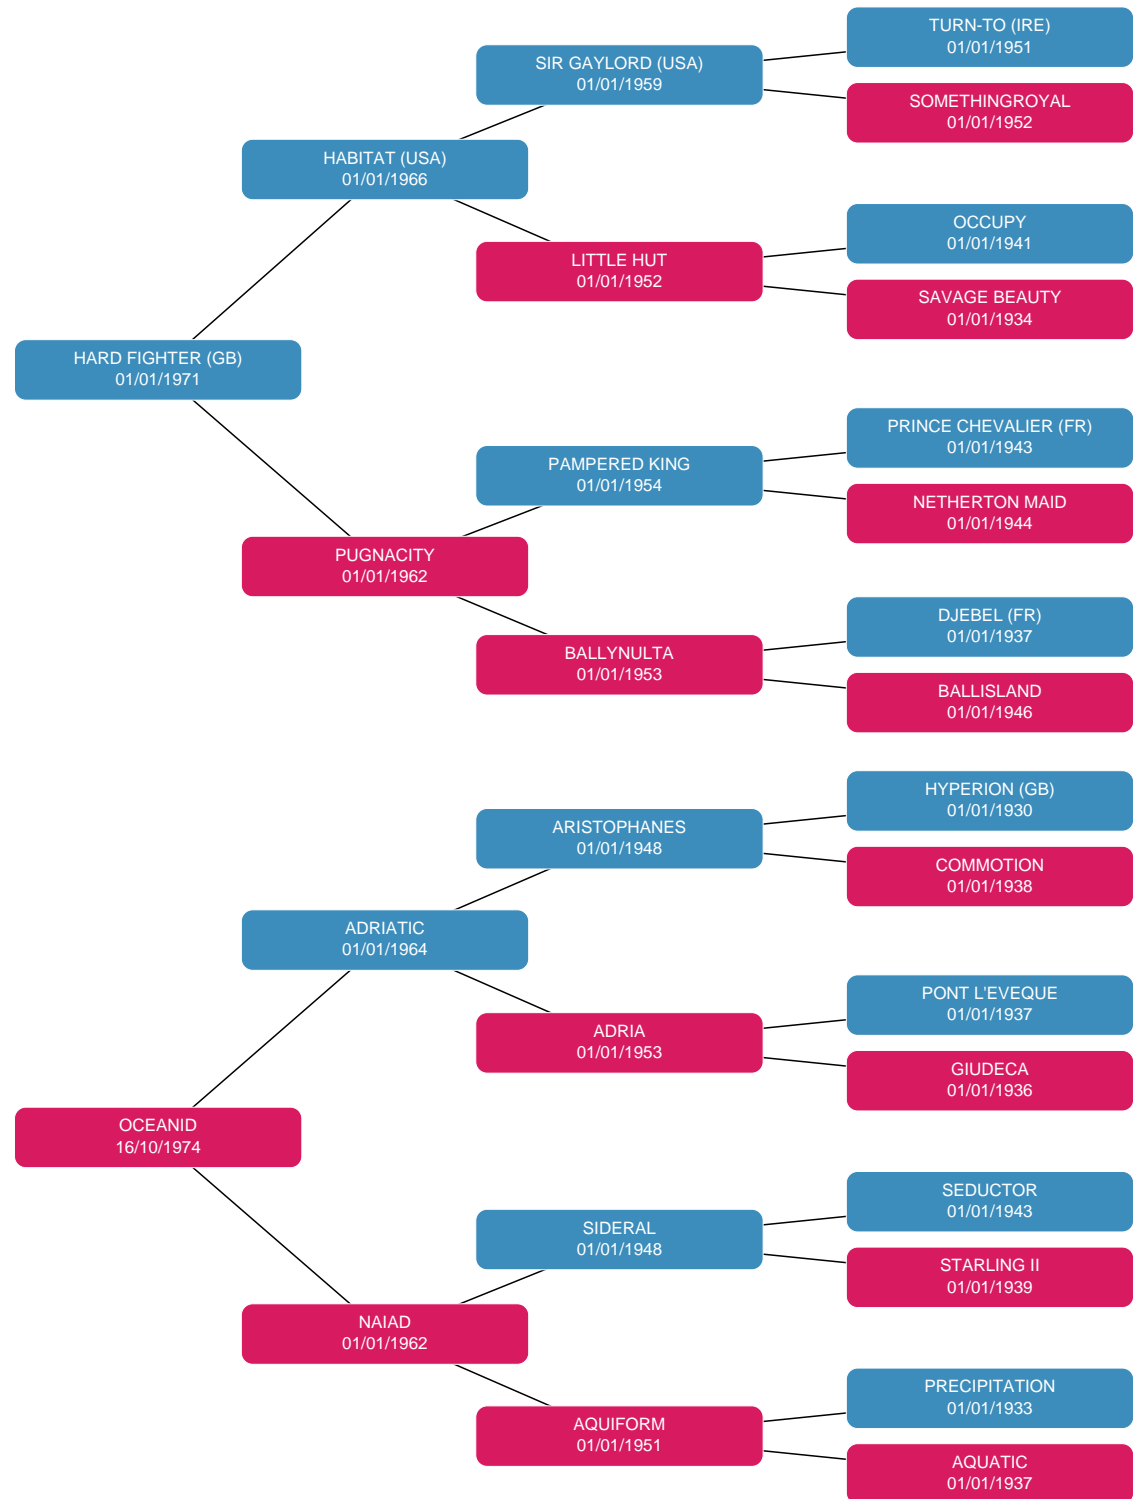 TURN-TO (IRE)
01/01/1951
SIR GAYLORD (USA)
01/01/1959
SOMETHINGROYAL
01/01/1952
HABITAT (USA)
01/01/1966
OCCUPY
01/01/1941
LITTLE HUT
01/01/1952
SAVAGE BEAUTY
01/01/1934
HARD FIGHTER (GB)
01/01/1971
PRINCE CHEVALIER (FR)
01/01/1943
PAMPERED KING
01/01/1954
NETHERTON MAID
01/01/1944
PUGNACITY
01/01/1962
DJEBEL (FR)
01/01/1937
BALLYNULTA
01/01/1953
BALLISLAND
01/01/1946
HYPERION (GB)
01/01/1930
ARISTOPHANES
01/01/1948
COMMOTION
01/01/1938
ADRIATIC
01/01/1964
PONT L'EVEQUE
01/01/1937
ADRIA
01/01/1953
GIUDECA
01/01/1936
OCEANID
16/10/1974
SEDUCTOR
01/01/1943
SIDERAL
01/01/1948
STARLING II
01/01/1939
NAIAD
01/01/1962
PRECIPITATION
01/01/1933
AQUIFORM
01/01/1951
AQUATIC
01/01/1937